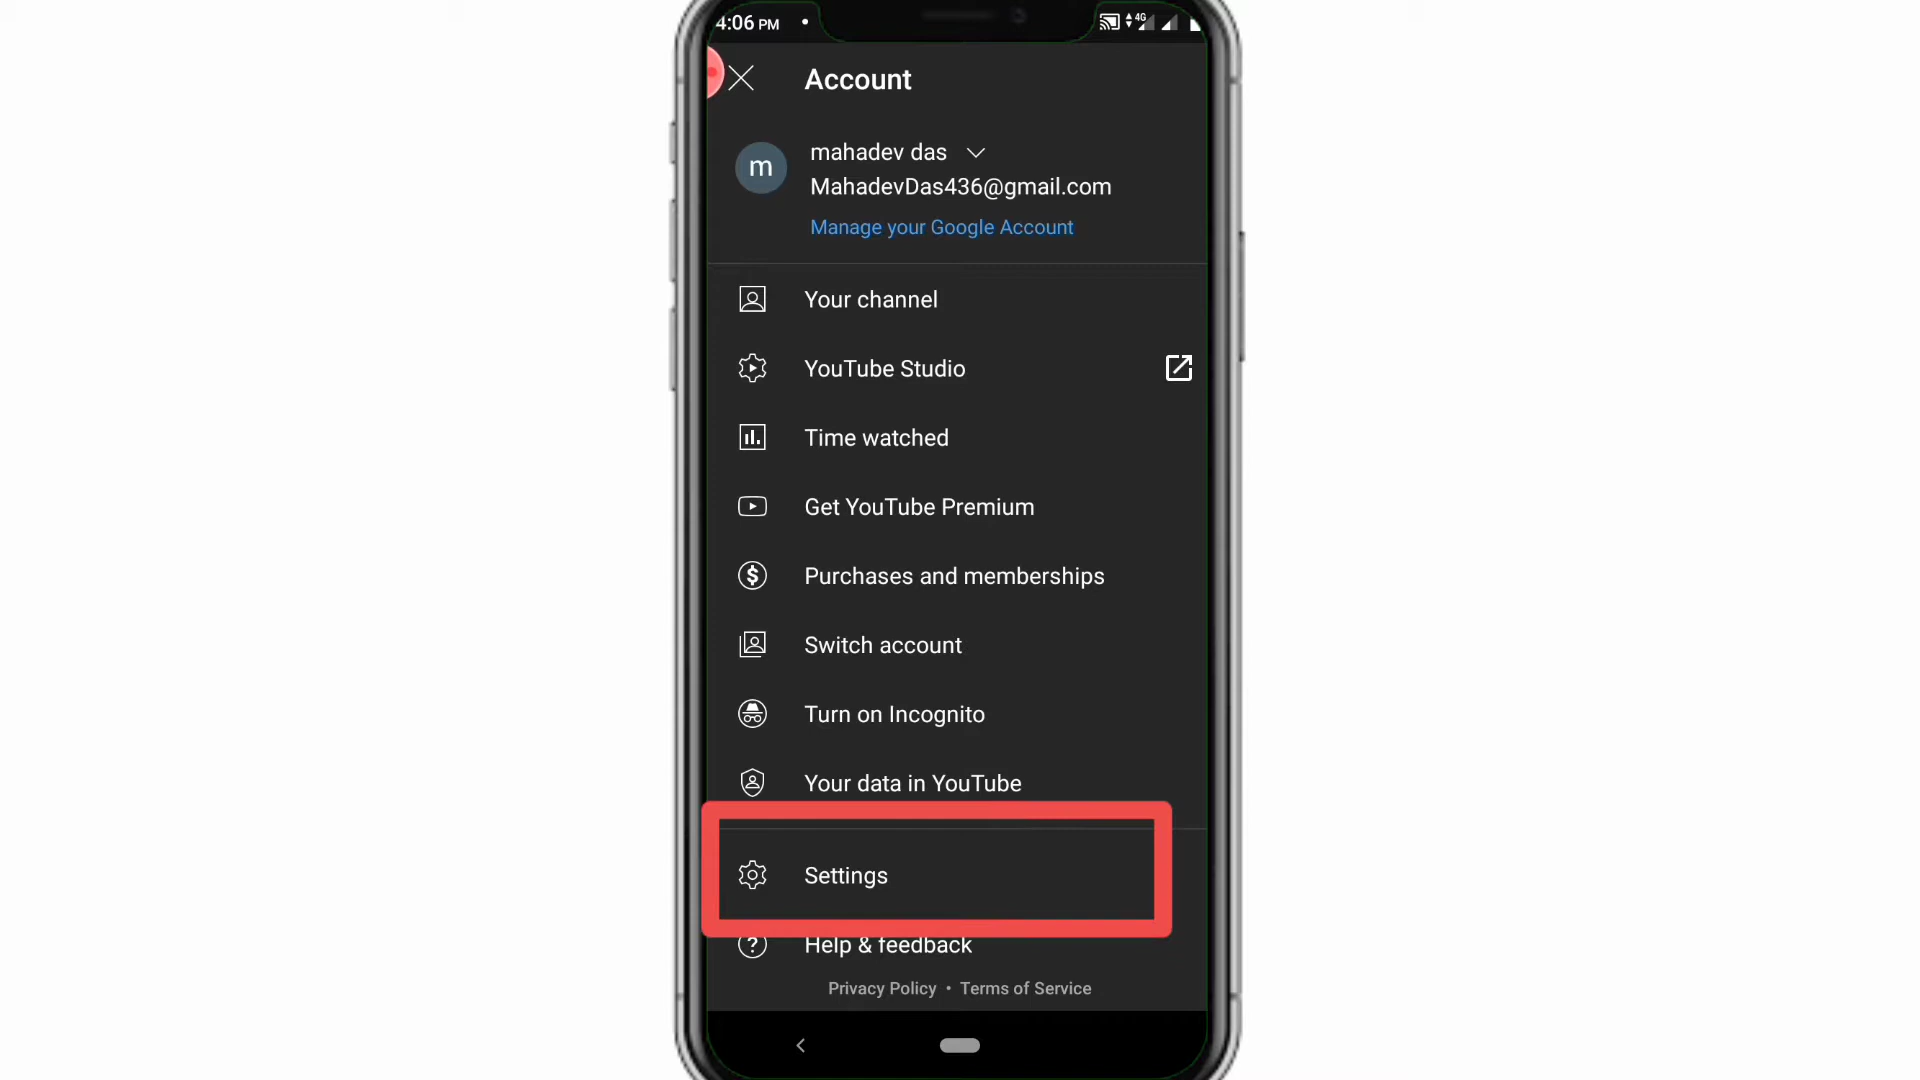 4:06 PM
4G
Account
m
mahadev das
MahadevDas436@gmail.com
Manage your Google Account
Your channel
YouTube Studio
Time watched
Get YouTube Premium
Purchases and memberships
Switch account
Turn on Incognito
Your data in YouTube
Settings
Help & feedback
Privacy Policy • Terms of Service